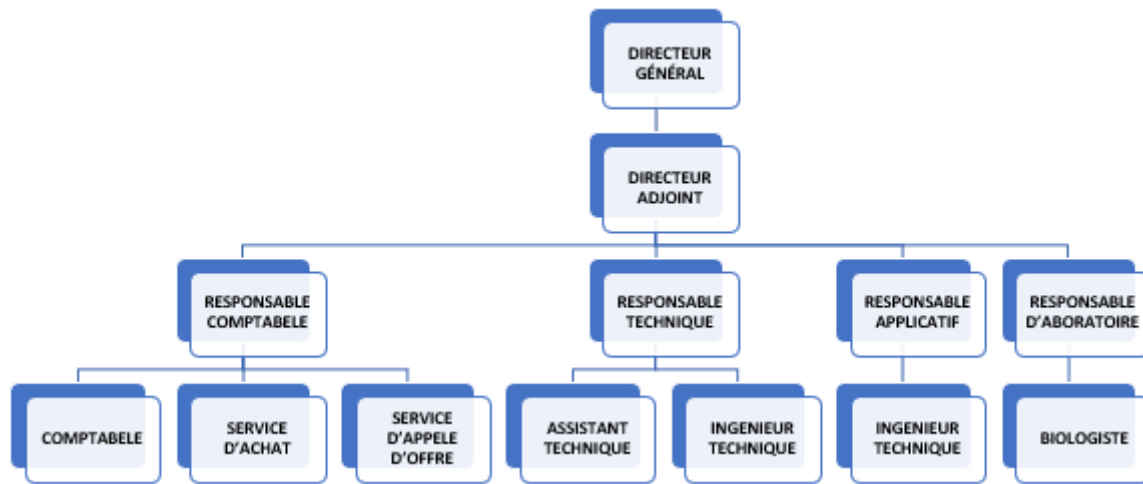 DIRECTEUR
GÉNÉRAL
DIRECTEUR
ADJOINT
RESPONSABLE
COMPTABELE
RESPONSABLE
TECHNIQUE
RESPONSABLE
APPLICATIF
RESPONSABLE
D'ABORATOIRE
COMPTABELE
SERVICE
D'ACHAT
SERVICE
D'APPELE
D'OFFRE
ASSISTANT
TECHNIQUE
INGENIEUR
TECHNIQUE
INGENIEUR
TECHNIQUE
BIOLOGISTE